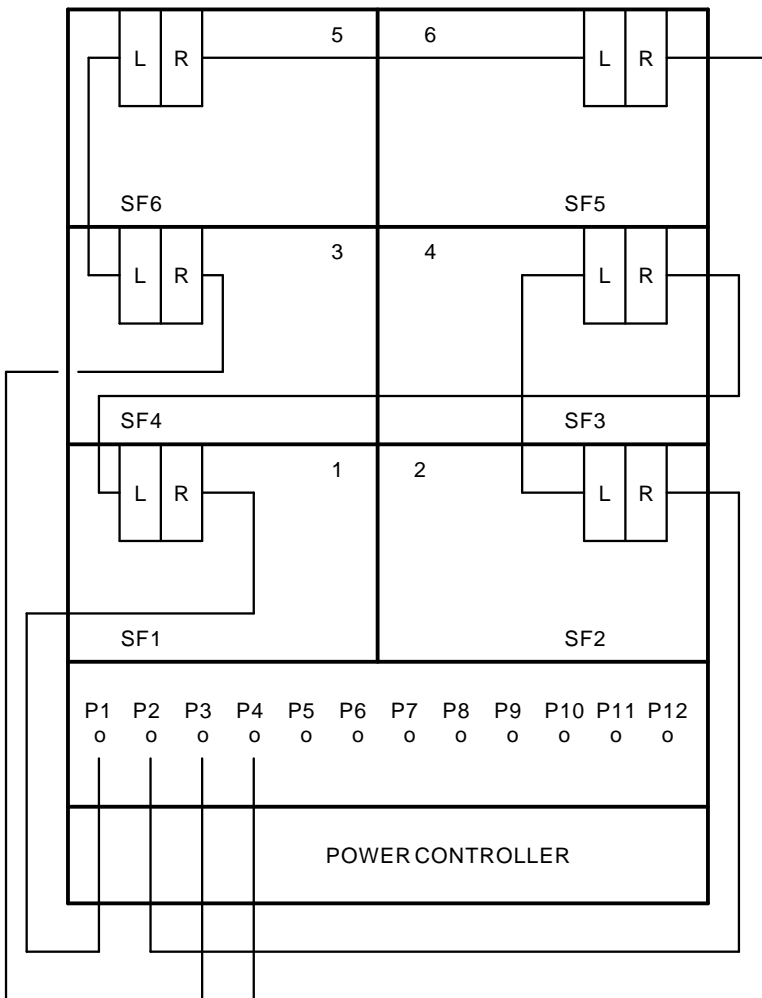 5 6
L R L R
SF6 SF5
3 4
L R L R
SF4 SF3
1 2
L R L R
SF1 SF2
P1 P2 P3 P4 P5 P6 P7 P8 P9 P10 P11 P12
o o o o o o o o o o o o
POWER CONTROLLER